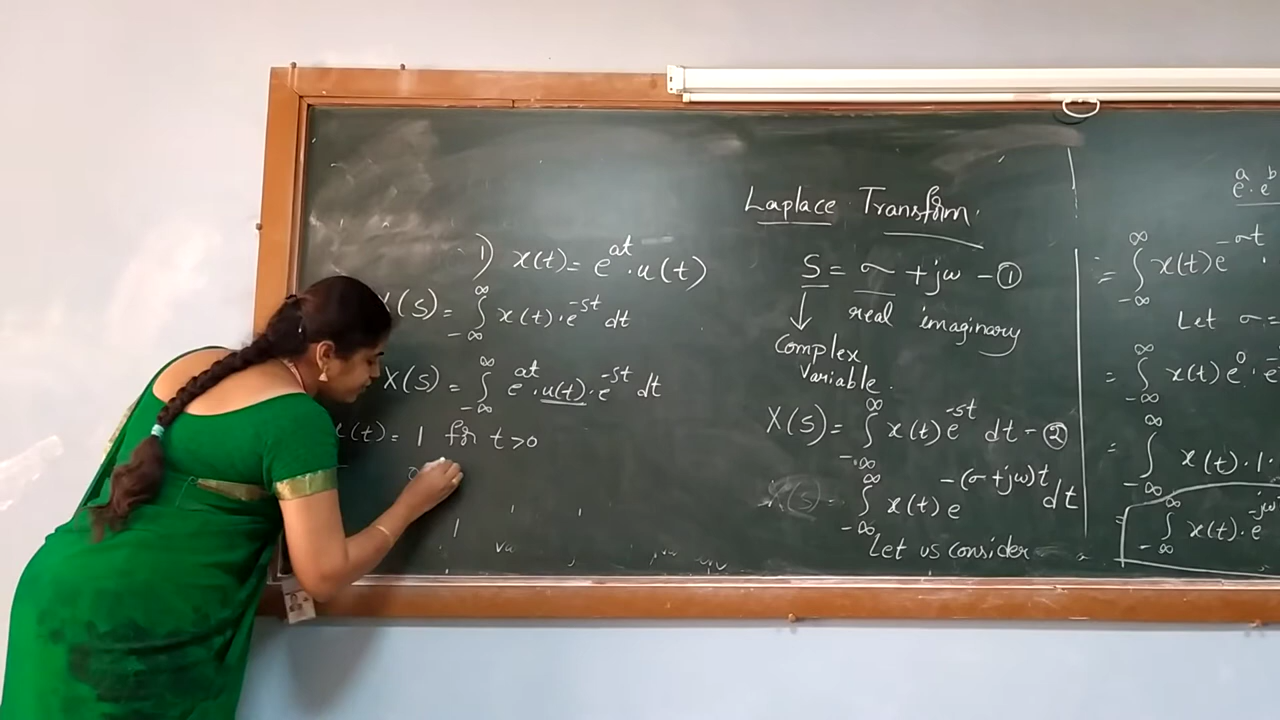 1) x(t) = e^{at}·u(t)
(s) = ∫_{-∞}^{∞} x(t)·e^{-st} dt
X(s) = ∫_{-∞}^{∞} e^{at}·u(t)·e^{-st} dt
(t) = 1 for t>0
0
Laplace Transform.
S = σ + jω - ①
real imaginary
Complex
Variable.
X(S) = ∫_{-∞}^{∞} x(t) e^{-st} dt - ②
X(s) = ∫_{-∞}^{∞} x(t) e^{-(σ+jω)t} dt
Let us consider
e^{a}·e^{b}
= ∫_{-∞}^{∞} x(t) e^{-σt}·
Let σ =
= ∫_{-∞}^{∞} x(t) e^{0}·e^{-
= ∫_{-∞}^{∞} x(t)·1·
= ∫_{-∞}^{∞} x(t)·e^{-jω